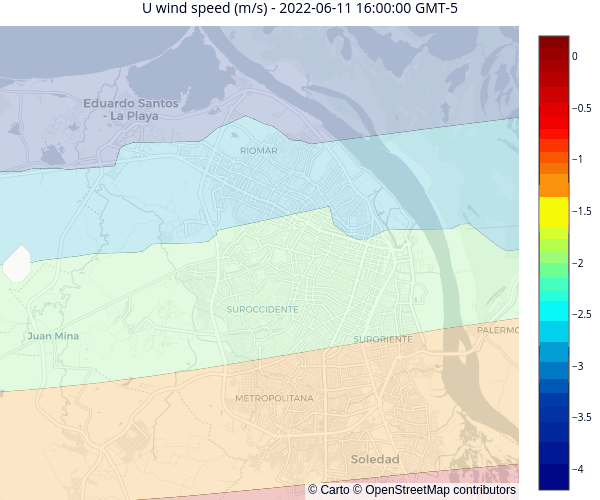 U wind speed (m/s) - 2022-06-11 16:00:00 GMT-5
Eduardo Santos
- La Playa
RIOMAR
SUROCCIDENTE
Juan Mina
SURORIENTE
PALERMO
METROPOLITANA
Soledad
© Carto © OpenStreetMap contributors
0
−0.5
−1
−1.5
−2
−2.5
−3
−3.5
−4